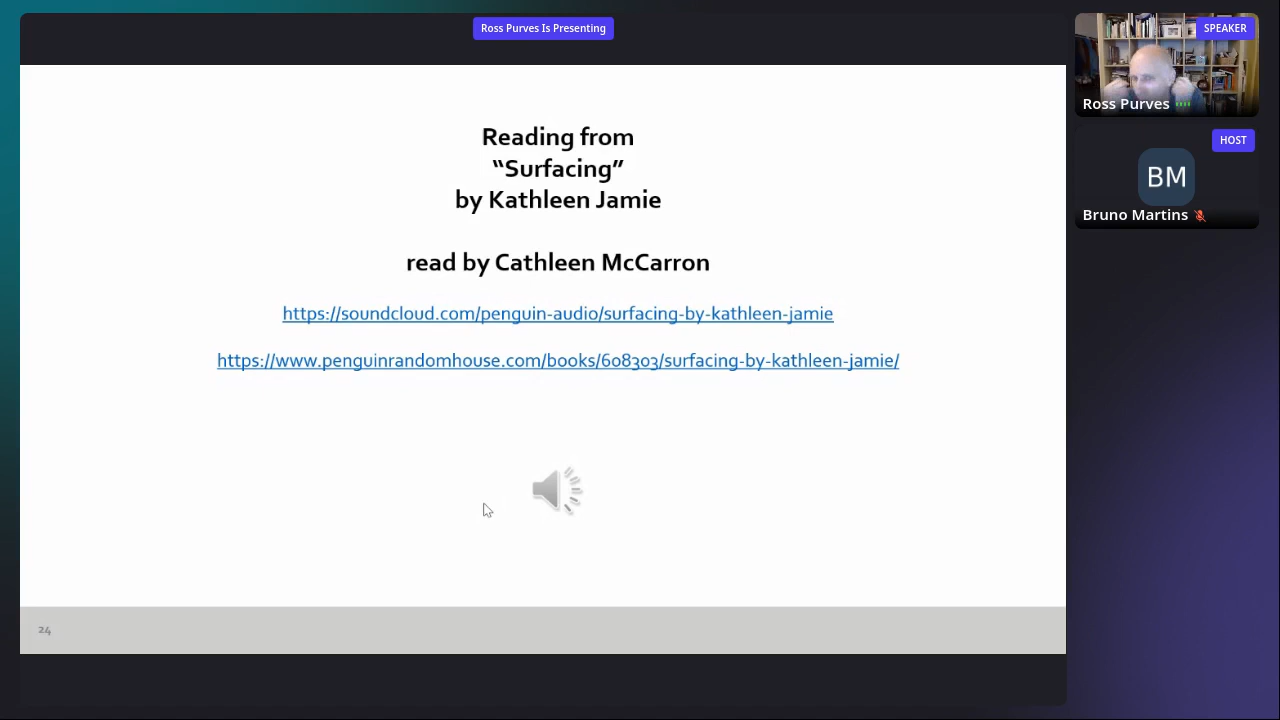 Ross Purves Is Presenting
SPEAKER
Ross Purves
HOST
BM
Bruno Martins
Reading from
“Surfacing”
by Kathleen Jamie
read by Cathleen McCarron
https://soundcloud.com/penguin-audio/surfacing-by-kathleen-jamie
https://www.penguinrandomhouse.com/books/608303/surfacing-by-kathleen-jamie/
24